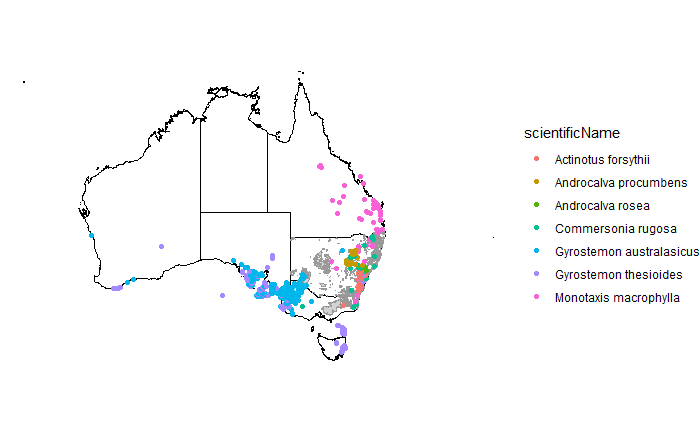 scientificName
Actinotus forsythii
Androcalva procumbens
Androcalva rosea
Commersonia rugosa
Gyrostemon australasicus
Gyrostemon thesioides
Monotaxis macrophylla